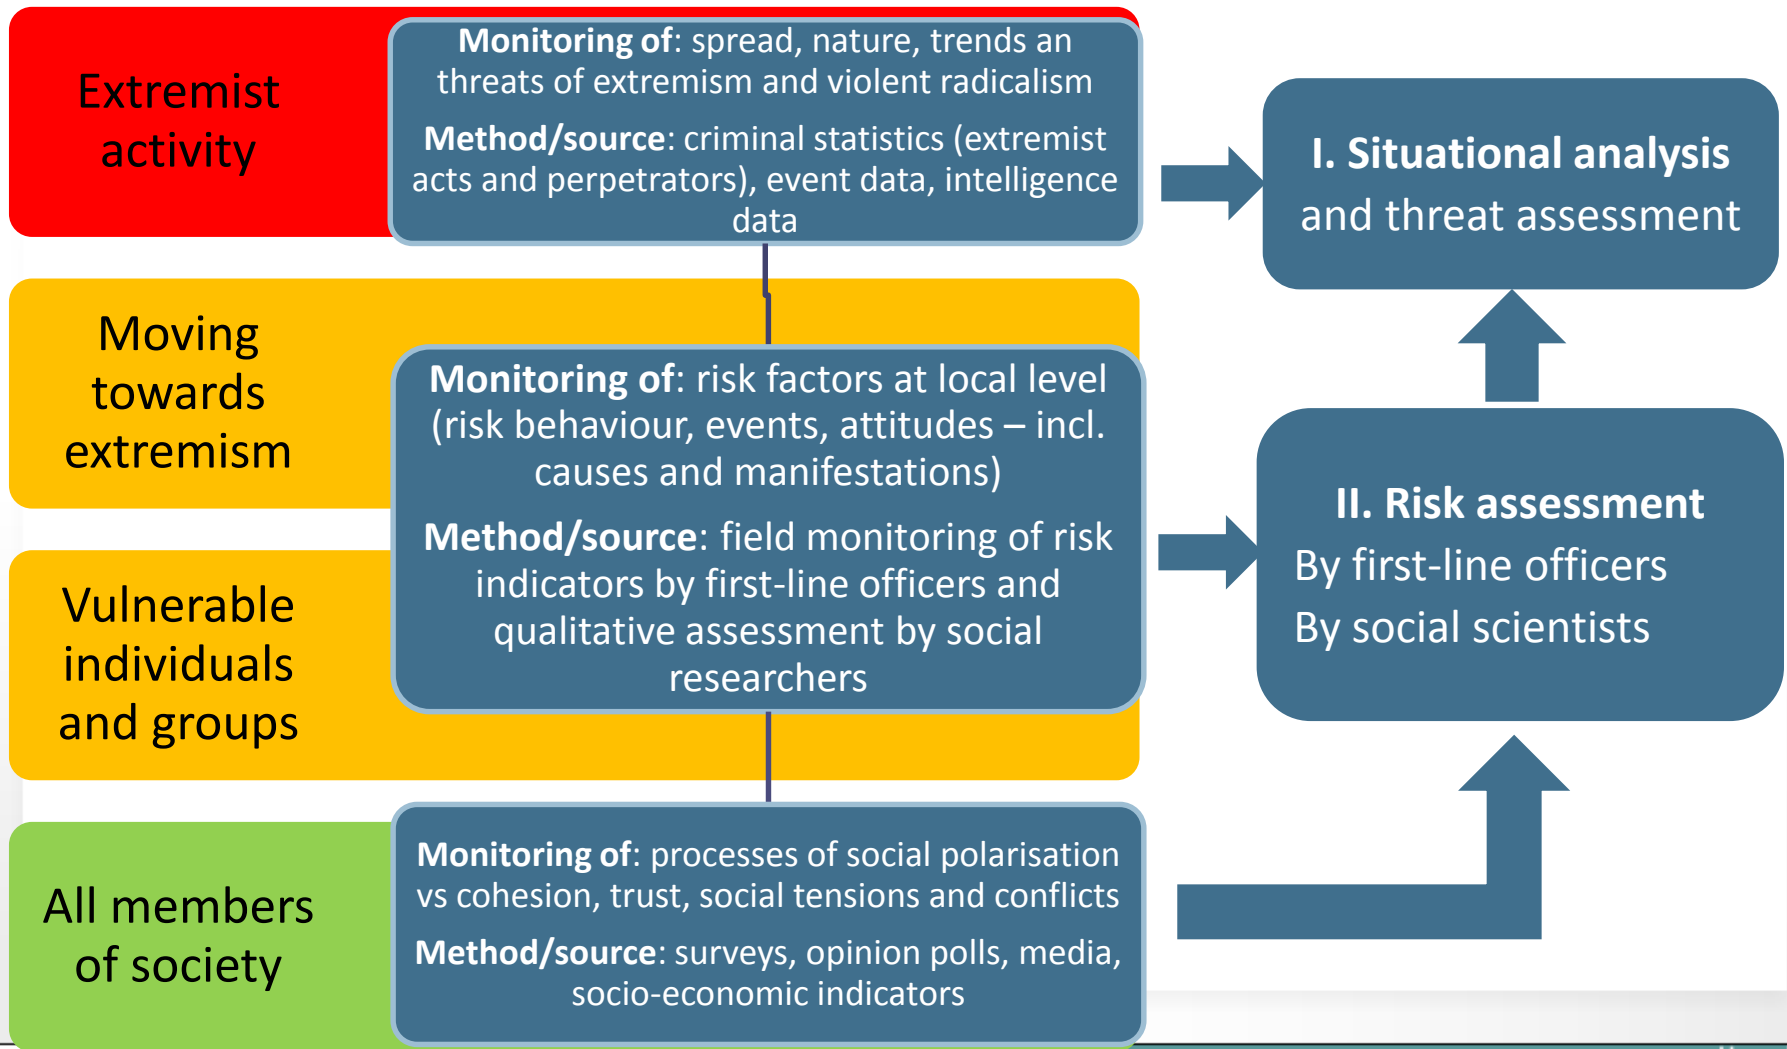 Extremist
activity
Monitoring of: spread, nature, trends an
threats of extremism and violent radicalism
Method/source: criminal statistics (extremist
acts and perpetrators), event data, intelligence
data
I. Situational analysis
and threat assessment
Moving
towards
extremism
Monitoring of: risk factors at local level
(risk behaviour, events, attitudes – incl.
causes and manifestations)
Method/source: field monitoring of risk
indicators by first-line officers and
qualitative assessment by social
researchers
II. Risk assessment
By first-line officers
By social scientists
Vulnerable
individuals
and groups
All members
of society
Monitoring of: processes of social polarisation
vs cohesion, trust, social tensions and conflicts
Method/source: surveys, opinion polls, media,
socio-economic indicators